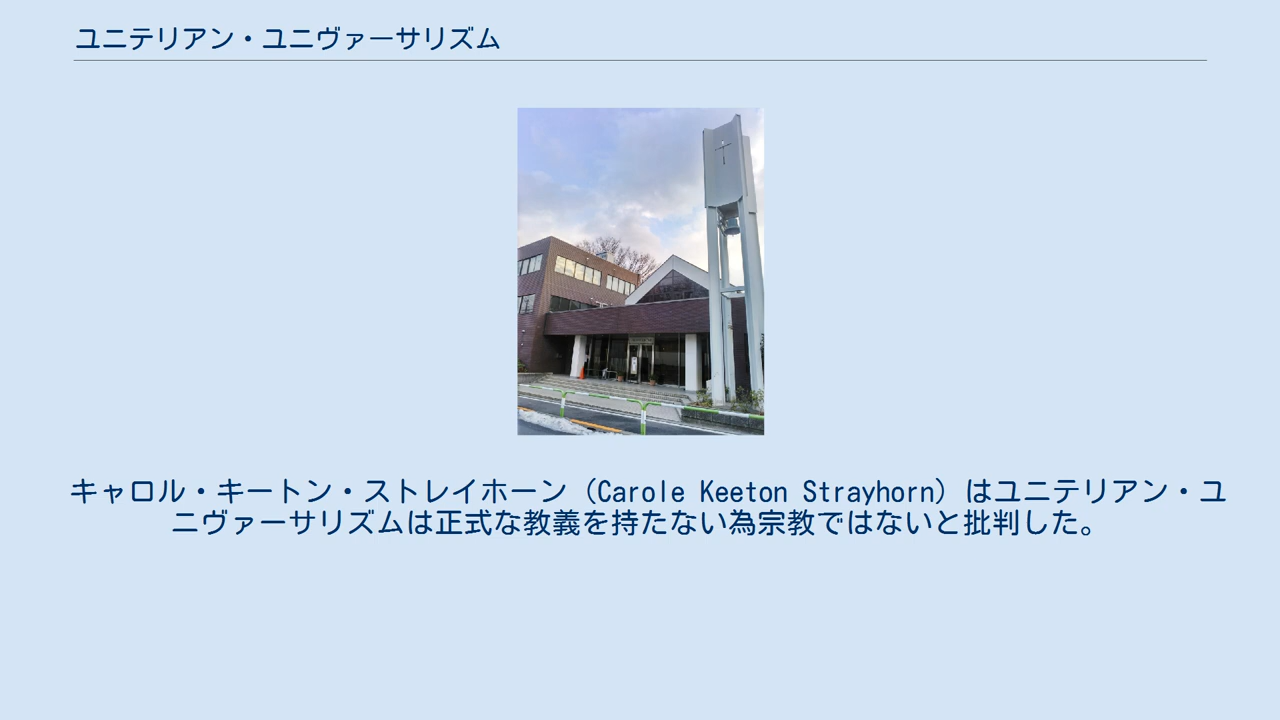 ユニテリアン・ユニヴァーサリズム
キャロル・キートン・ストレイホーン（Carole Keeton Strayhorn）はユニテリアン・ユ
ニヴァーサリズムは正式な教義を持たない為宗教ではないと批判した。